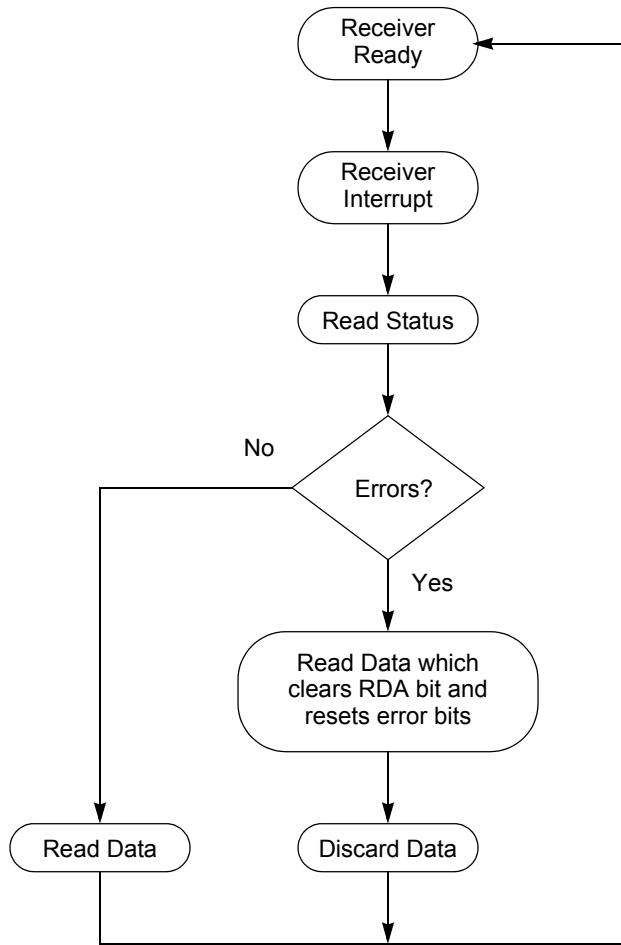 Receiver
Ready
Receiver
Interrupt
Read Status
No
Errors?
Yes
Read Data which
clears RDA bit and
resets error bits
Read Data
Discard Data